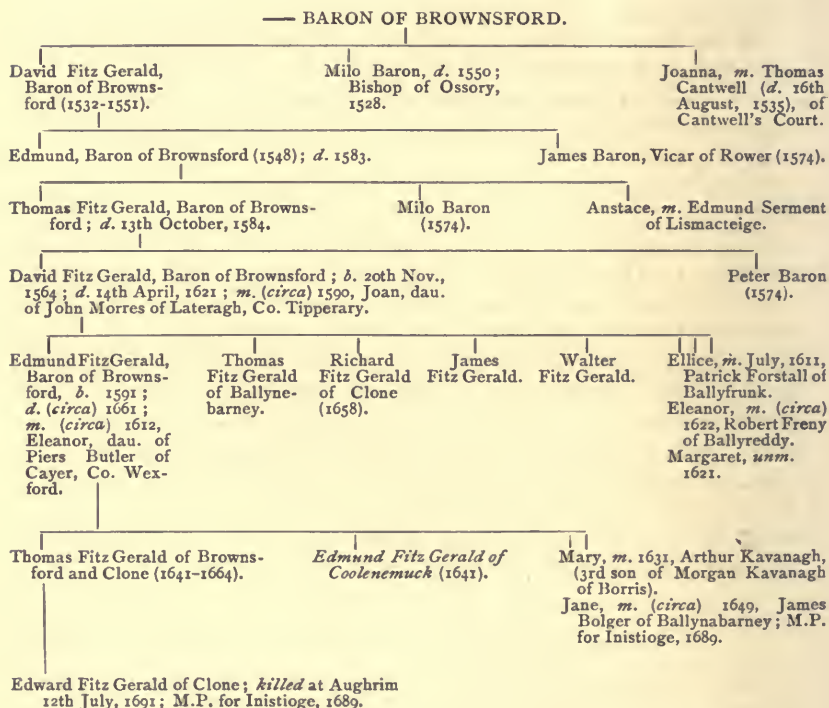 — BARON OF BROWNSFORD.
David Fitz Gerald,
Baron of Browns-
ford (1532-1551).
Milo Baron, d. 1550;
Bishop of Ossory,
1528.
Joanna, m. Thomas
Cantwell (d. 16th
August, 1535), of
Cantwell's Court.
Edmund, Baron of Brownsford (1548); d. 1583.
James Baron, Vicar of Rower (1574).
Thomas Fitz Gerald, Baron of Browns-
ford; d. 13th October, 1584.
Milo Baron
(1574).
Anstace, m. Edmund Serment
of Lismacteige.
David Fitz Gerald, Baron of Brownsford; b. 20th Nov.,
1564; d. 14th April, 1621; m. (circa) 1590, Joan, dau.
of John Morres of Lateragh, Co. Tipperary.
Peter Baron
(1574).
Edmund FitzGerald,
Baron of Browns-
ford, b. 1591;
d. (circa) 1661;
m. (circa) 1612,
Eleanor, dau. of
Piers Butler of
Cayer, Co. Wex-
ford.
Thomas
Fitz Gerald
of Ballyne-
barney.
Richard
Fitz Gerald
of Clone
(1658).
James
Fitz Gerald.
Walter
Fitz Gerald.
Ellice, m. July, 1611,
Patrick Forstall of
Ballyfrunk.
Eleanor, m. (circa)
1622, Robert Freny
of Ballyreddy.
Margaret, unm.
1621.
Thomas Fitz Gerald of Browns-
ford and Clone (1641-1664).
Edmund Fitz Gerald of
Coolenemuck (1641).
Mary, m. 1631, Arthur Kavanagh,
(3rd son of Morgan Kavanagh
of Borris).
Jane, m. (circa) 1649, James
Bolger of Ballynabarney; M.P.
for Inistioge, 1689.
Edward Fitz Gerald of Clone; killed at Aughrim
12th July, 1691; M.P. for Inistioge, 1689.